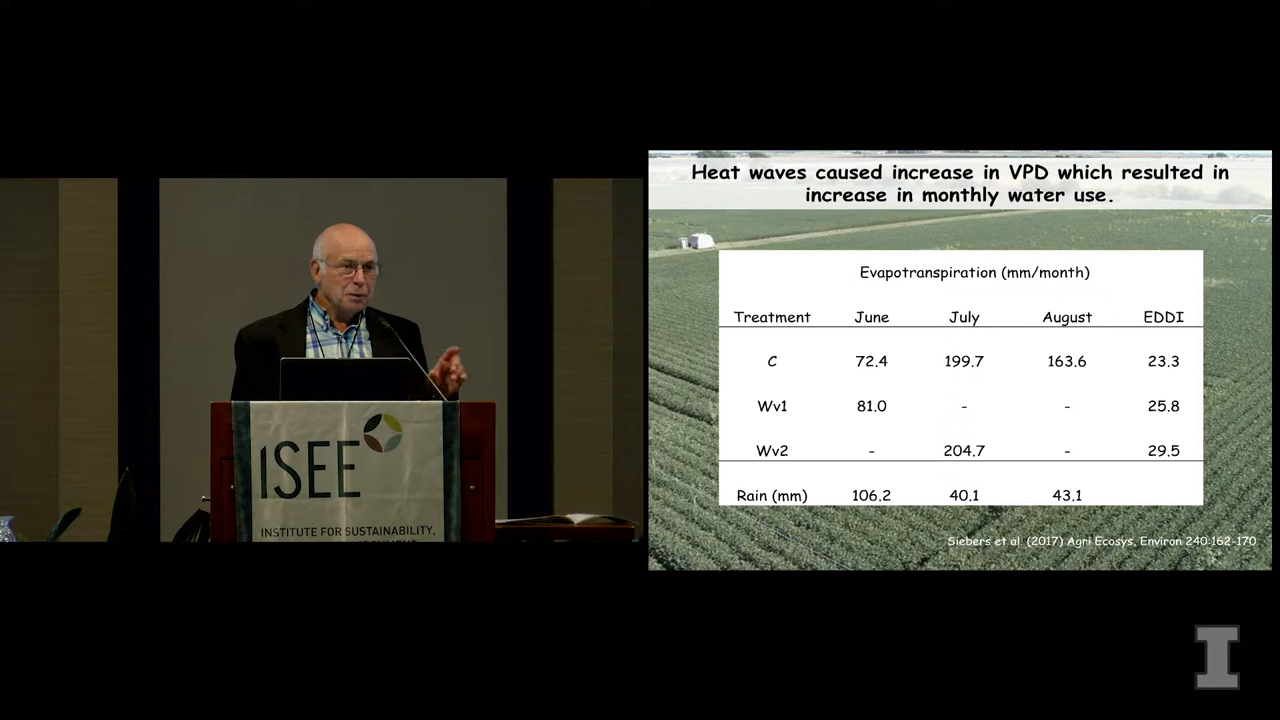 Heat waves caused increase in VPD which resulted in
increase in monthly water use.
Evapotranspiration (mm/month)
Treatment June July August EDDI
C 72.4 199.7 163.6 23.3
Wv1 81.0 - - 25.8
Wv2 - 204.7 - 29.5
Rain (mm) 106.2 40.1 43.1
Siebers et al. (2017) Agri Ecosys, Environ 240:162-170
iSEE
INSTITUTE FOR SUSTAINABILITY,
I